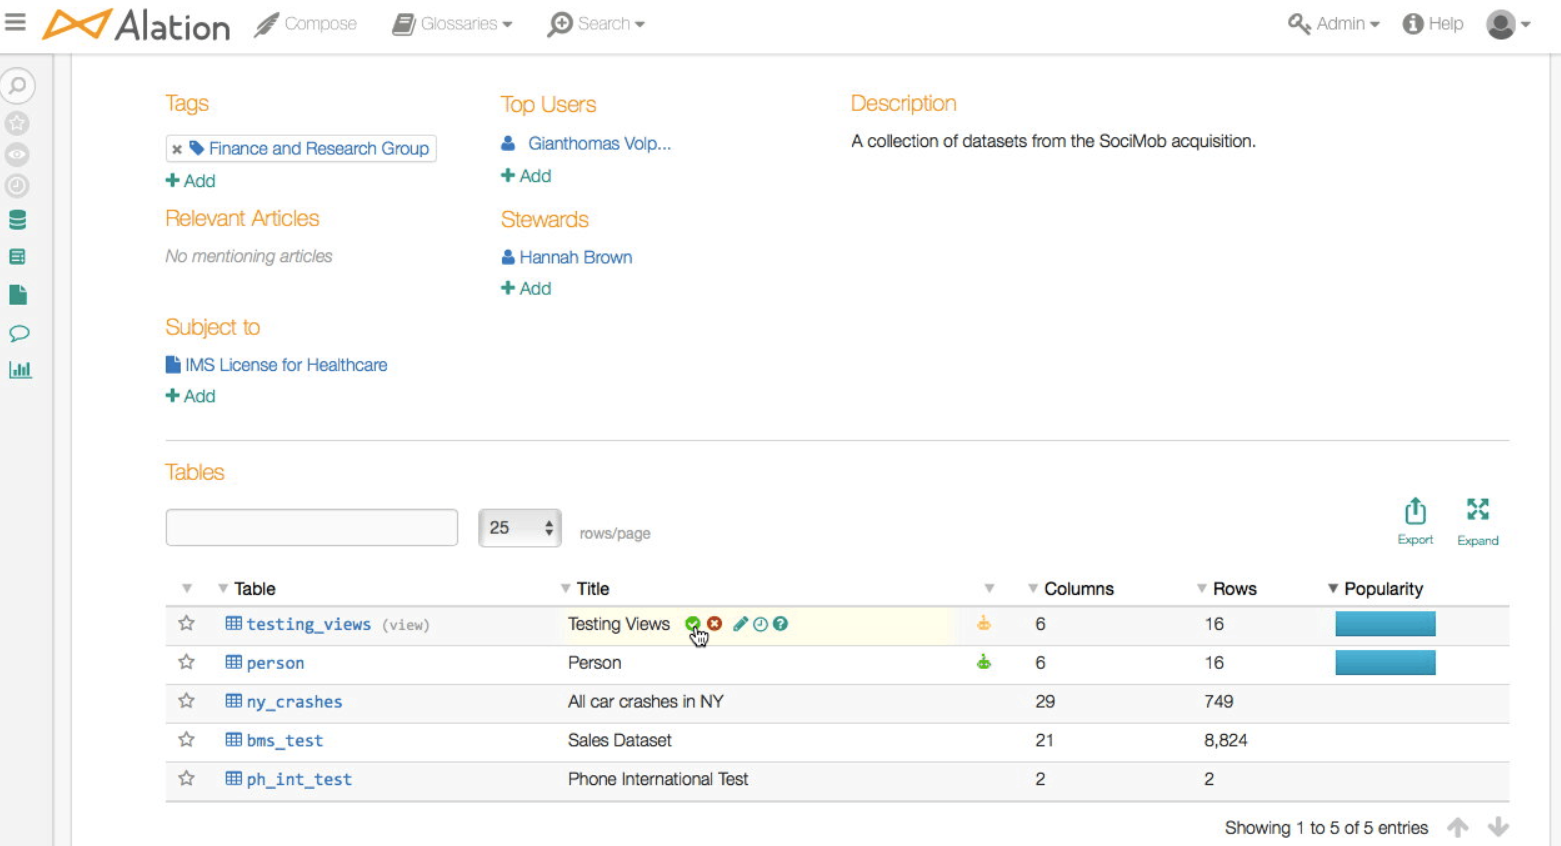 Alation Compose Glossaries Search Admin Help
Tags
Finance and Research Group
Add
Relevant Articles
No mentioning articles
Subject to
IMS License for Healthcare
Add
Top Users
Gianthomas Volp...
Add
Stewards
Hannah Brown
Add
Description
A collection of datasets from the SociMob acquisition.
Tables
25 rows/page
Export Expand
Table Title Columns Rows Popularity
testing_views (view) Testing Views 6 16
person Person 6 16
ny_crashes All car crashes in NY 29 749
bms_test Sales Dataset 21 8,824
ph_int_test Phone International Test 2 2
Showing 1 to 5 of 5 entries